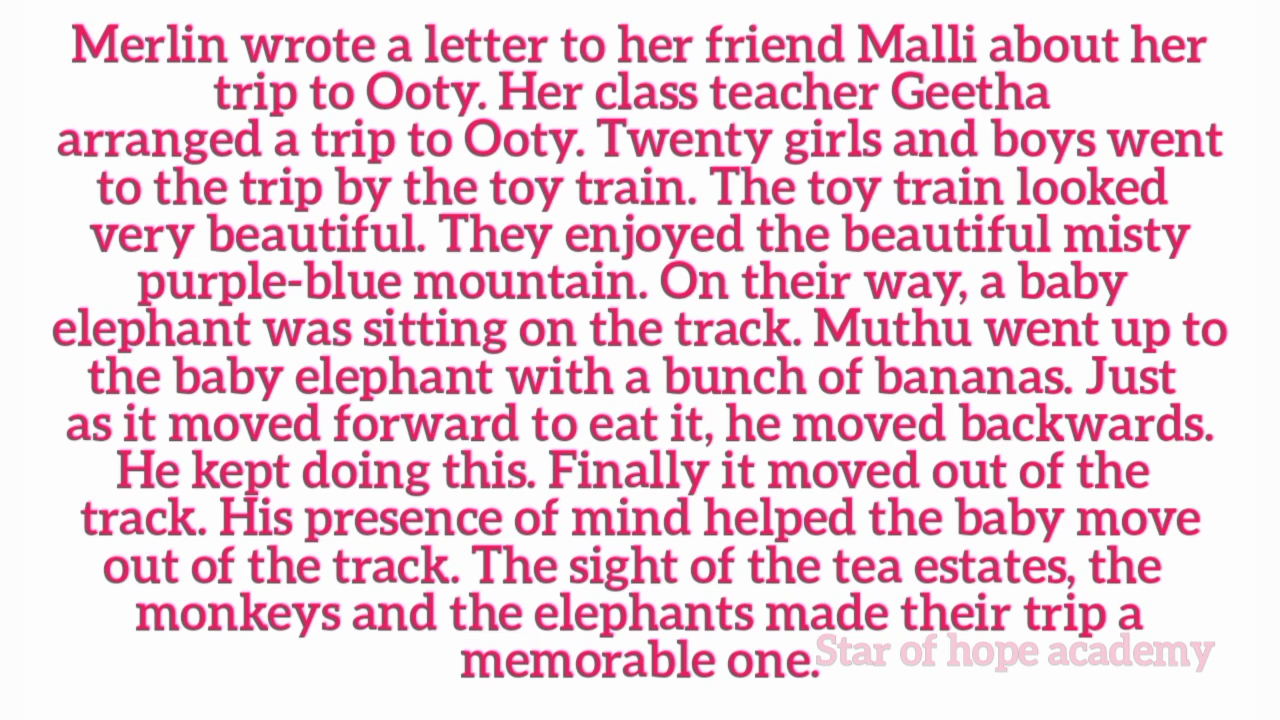 Merlin wrote a letter to her friend Malli about her
trip to Ooty. Her class teacher Geetha
arranged a trip to Ooty. Twenty girls and boys went
to the trip by the toy train. The toy train looked
very beautiful. They enjoyed the beautiful misty
purple-blue mountain. On their way, a baby
elephant was sitting on the track. Muthu went up to
the baby elephant with a bunch of bananas. Just
as it moved forward to eat it, he moved backwards.
He kept doing this. Finally it moved out of the
track. His presence of mind helped the baby move
out of the track. The sight of the tea estates, the
monkeys and the elephants made their trip a
memorable one.
Star of hope academy